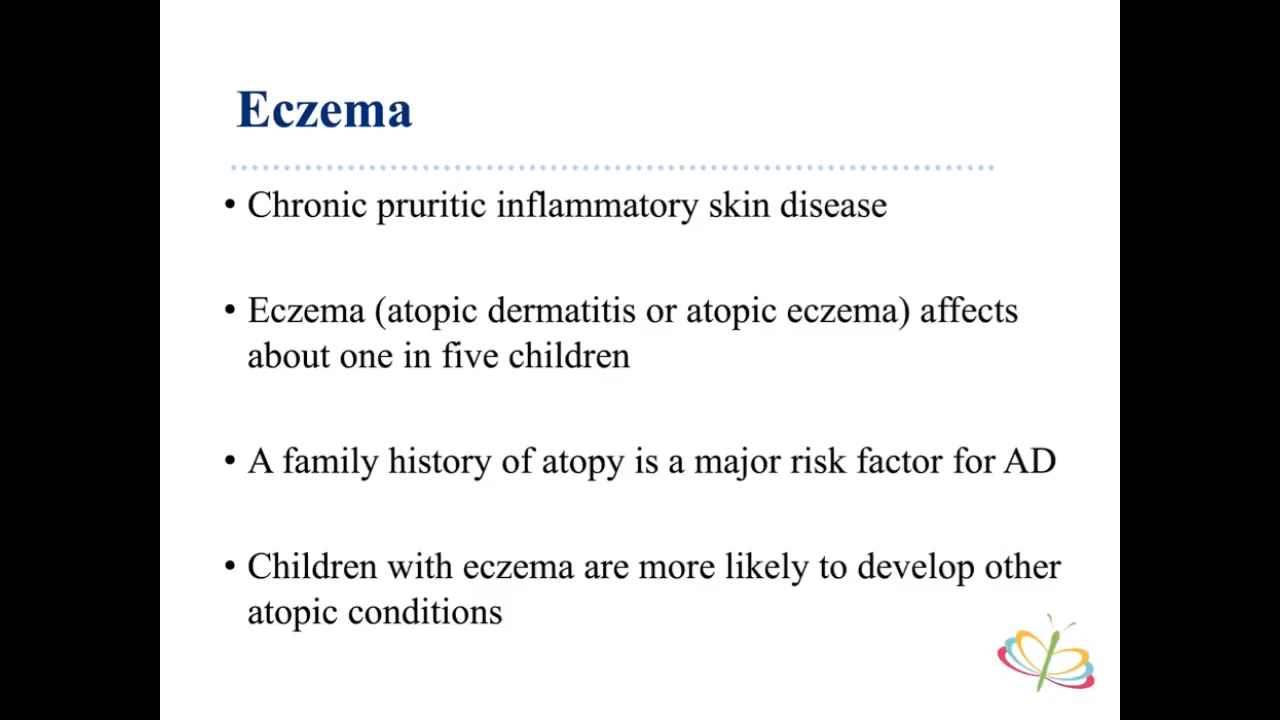 Eczema
• Chronic pruritic inflammatory skin disease
• Eczema (atopic dermatitis or atopic eczema) affects
about one in five children
• A family history of atopy is a major risk factor for AD
• Children with eczema are more likely to develop other
atopic conditions